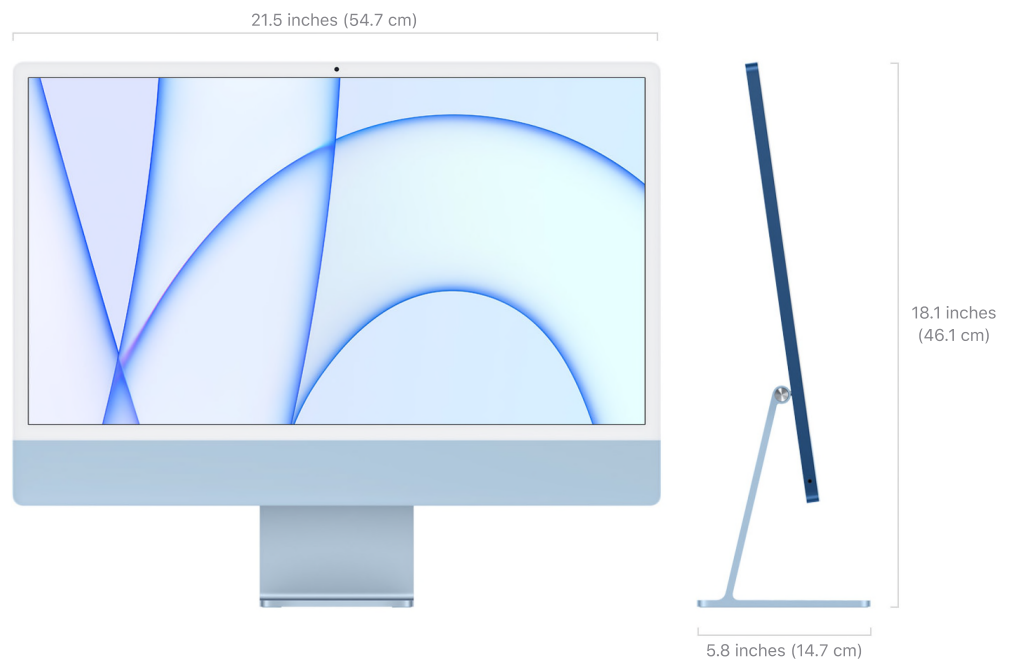 21.5 inches (54.7 cm)
18.1 inches
(46.1 cm)
5.8 inches (14.7 cm)